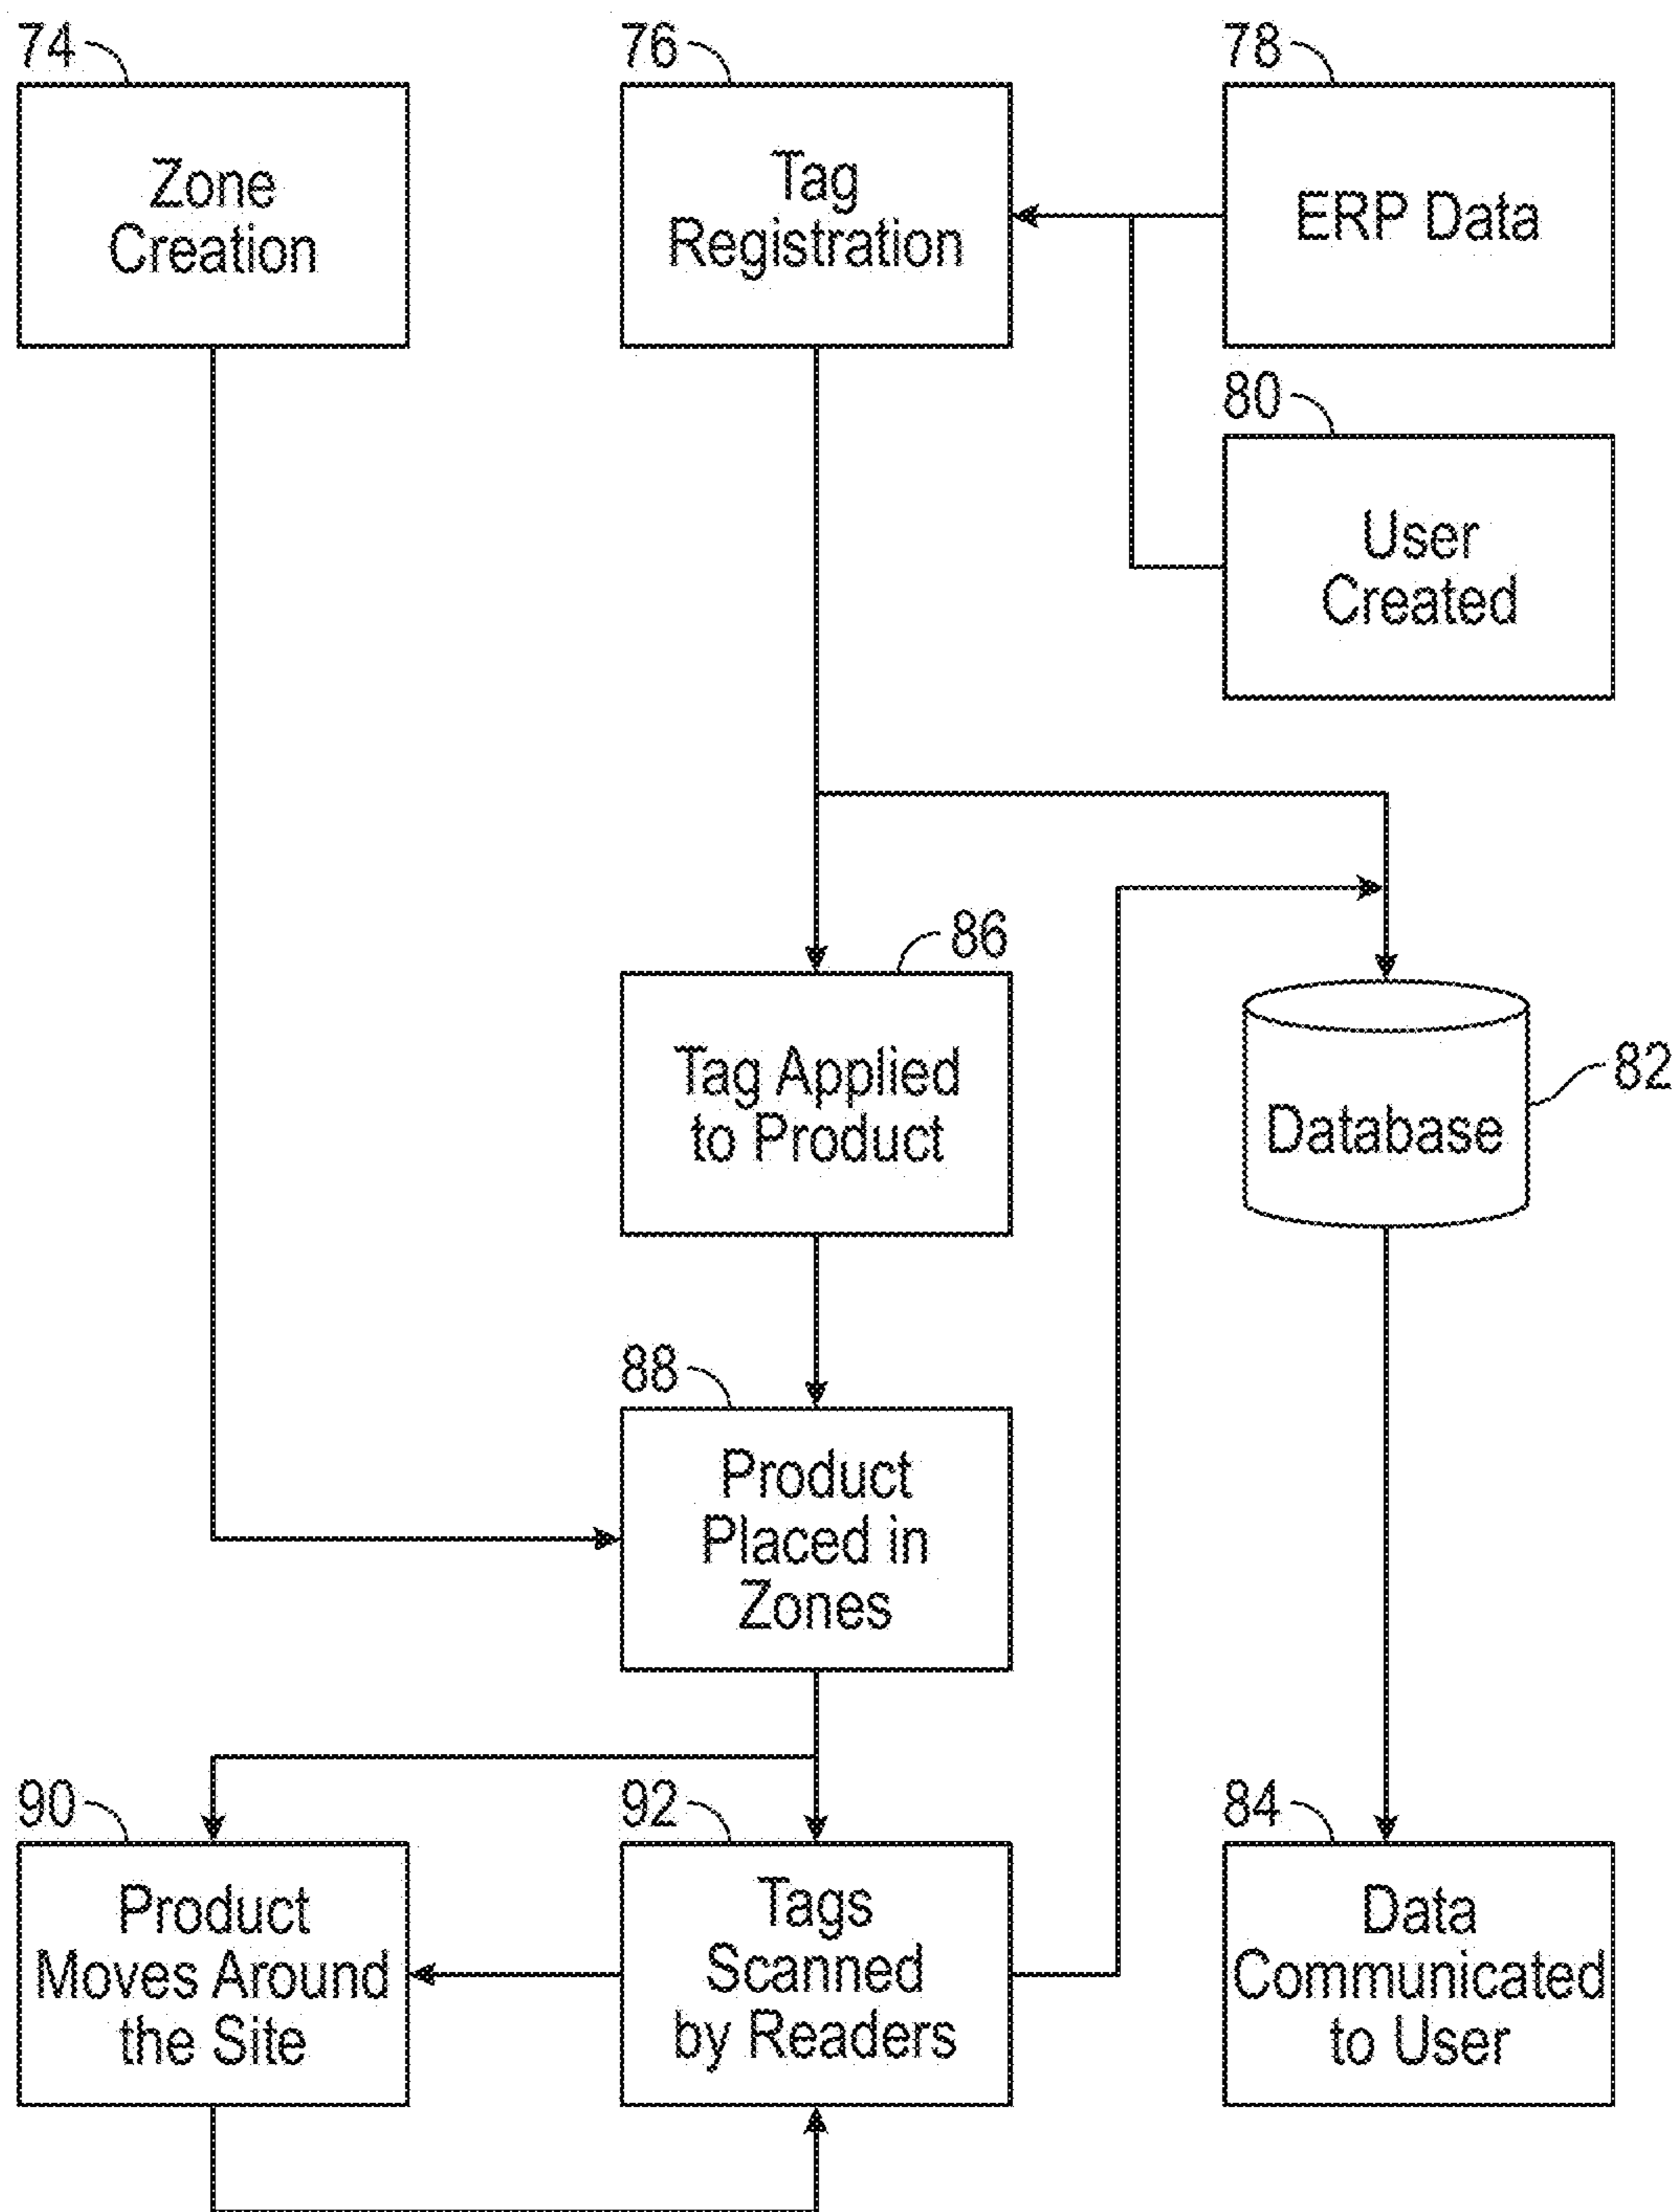 74
Zone
Creation
76
Tag
Registration
78
ERP Data
80
User
Created
86
Tag Applied
to Product
82
Database
88
Product
Placed in
Zones
90
Product
Moves Around
the Site
92
Tags
Scanned
by Readers
84
Data
Communicated
to User